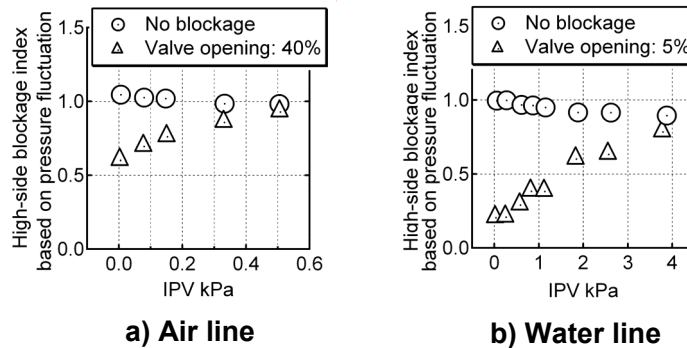 No blockage
Valve opening: 40%
High-side blockage index
based on pressure fluctuation
1.5
1.0
0.5
0.0
0.0 0.2 0.4 0.6
IPV kPa
a) Air line
No blockage
Valve opening: 5%
High-side blockage index
based on pressure fluctuation
1.5
1.0
0.5
0.0
0 1 2 3 4
IPV kPa
b) Water line